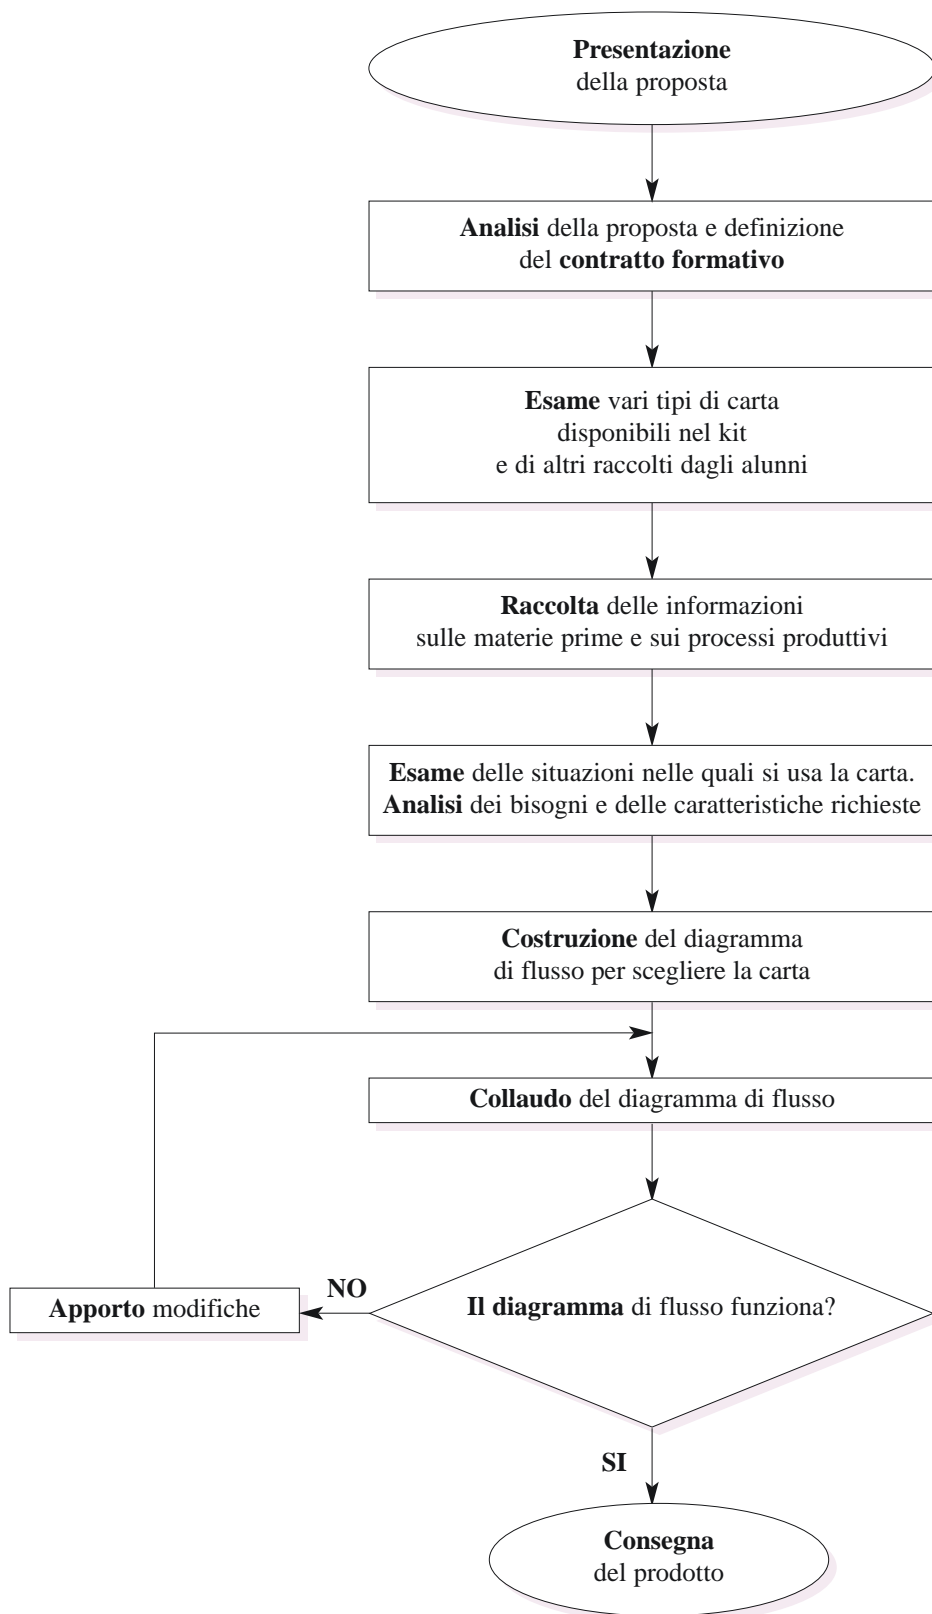 Presentazione
della proposta
Analisi della proposta e definizione
del contratto formativo
Esame vari tipi di carta
disponibili nel kit
e di altri raccolti dagli alunni
Raccolta delle informazioni
sulle materie prime e sui processi produttivi
Esame delle situazioni nelle quali si usa la carta.
Analisi dei bisogni e delle caratteristiche richieste
Costruzione del diagramma
di flusso per scegliere la carta
Collaudo del diagramma di flusso
Il diagramma di flusso funziona?
NO
Apporto modifiche
SI
Consegna
del prodotto